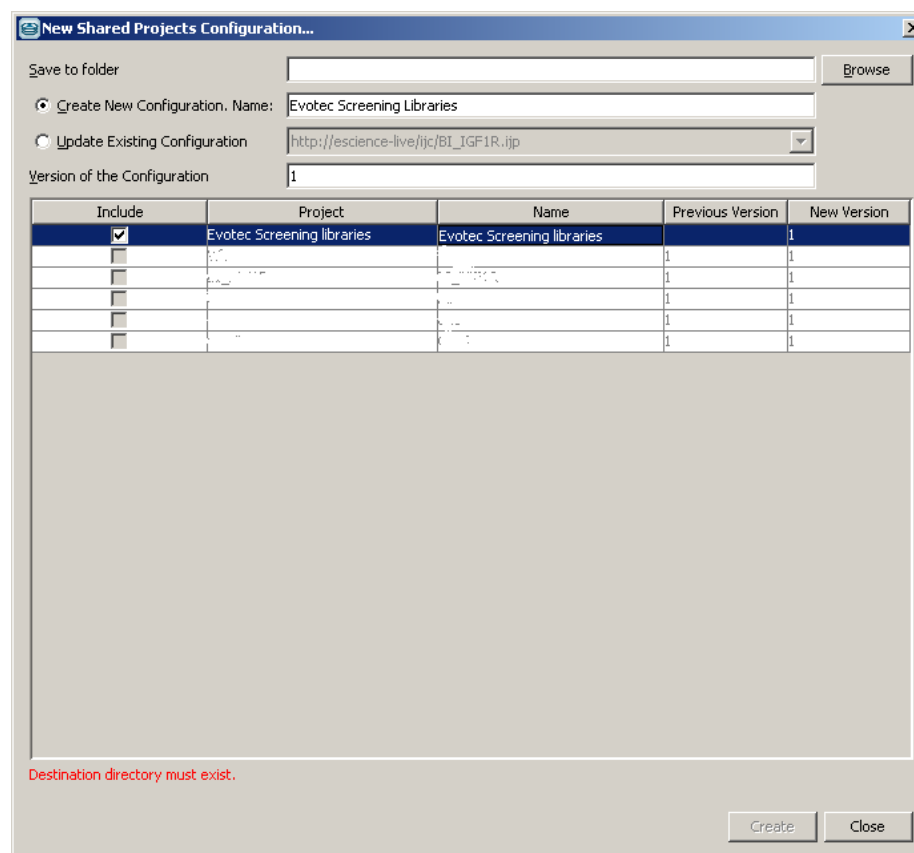 New Shared Projects Configuration...
Save to folder Browse
Create New Configuration. Name: Evotec Screening Libraries
Update Existing Configuration http://escience-live/ijc/BI_IGF1R.ijp
Version of the Configuration 1
Include Project Name Previous Version New Version
Evotec Screening libraries Evotec Screening libraries 1
1 1
1 1
1 1
1 1
1 1
Destination directory must exist.
Create Close